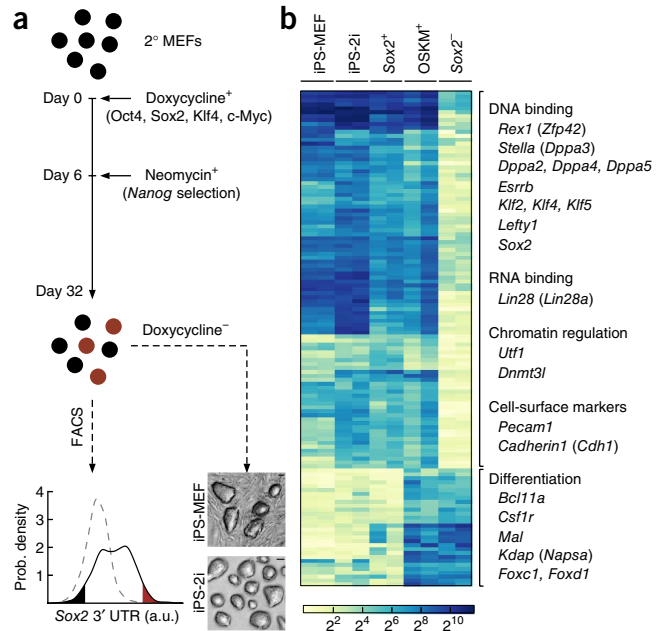 a
2° MEFs
Day 0
Doxycycline⁺
(Oct4, Sox2, Klf4, c-Myc)
Day 6
Neomycin⁺
(Nanog selection)
Day 32
Doxycycline⁻
FACS
Prob. density
4
3
2
1
Sox2 3′ UTR (a.u.)
iPS-MEF
iPS-2i
b
iPS-MEF
iPS-2i
Sox2⁺
OSKM⁺
Sox2⁻
DNA binding
Rex1 (Zfp42)
Stella (Dppa3)
Dppa2, Dppa4, Dppa5
Esrrb
Klf2, Klf4, Klf5
Lefty1
Sox2
RNA binding
Lin28 (Lin28a)
Chromatin regulation
Utf1
Dnmt3l
Cell-surface markers
Pecam1
Cadherin1 (Cdh1)
Differentiation
Bcl11a
Csf1r
Mal
Kdap (Napsa)
Foxc1, Foxd1
2² 2⁴ 2⁶ 2⁸ 2¹⁰